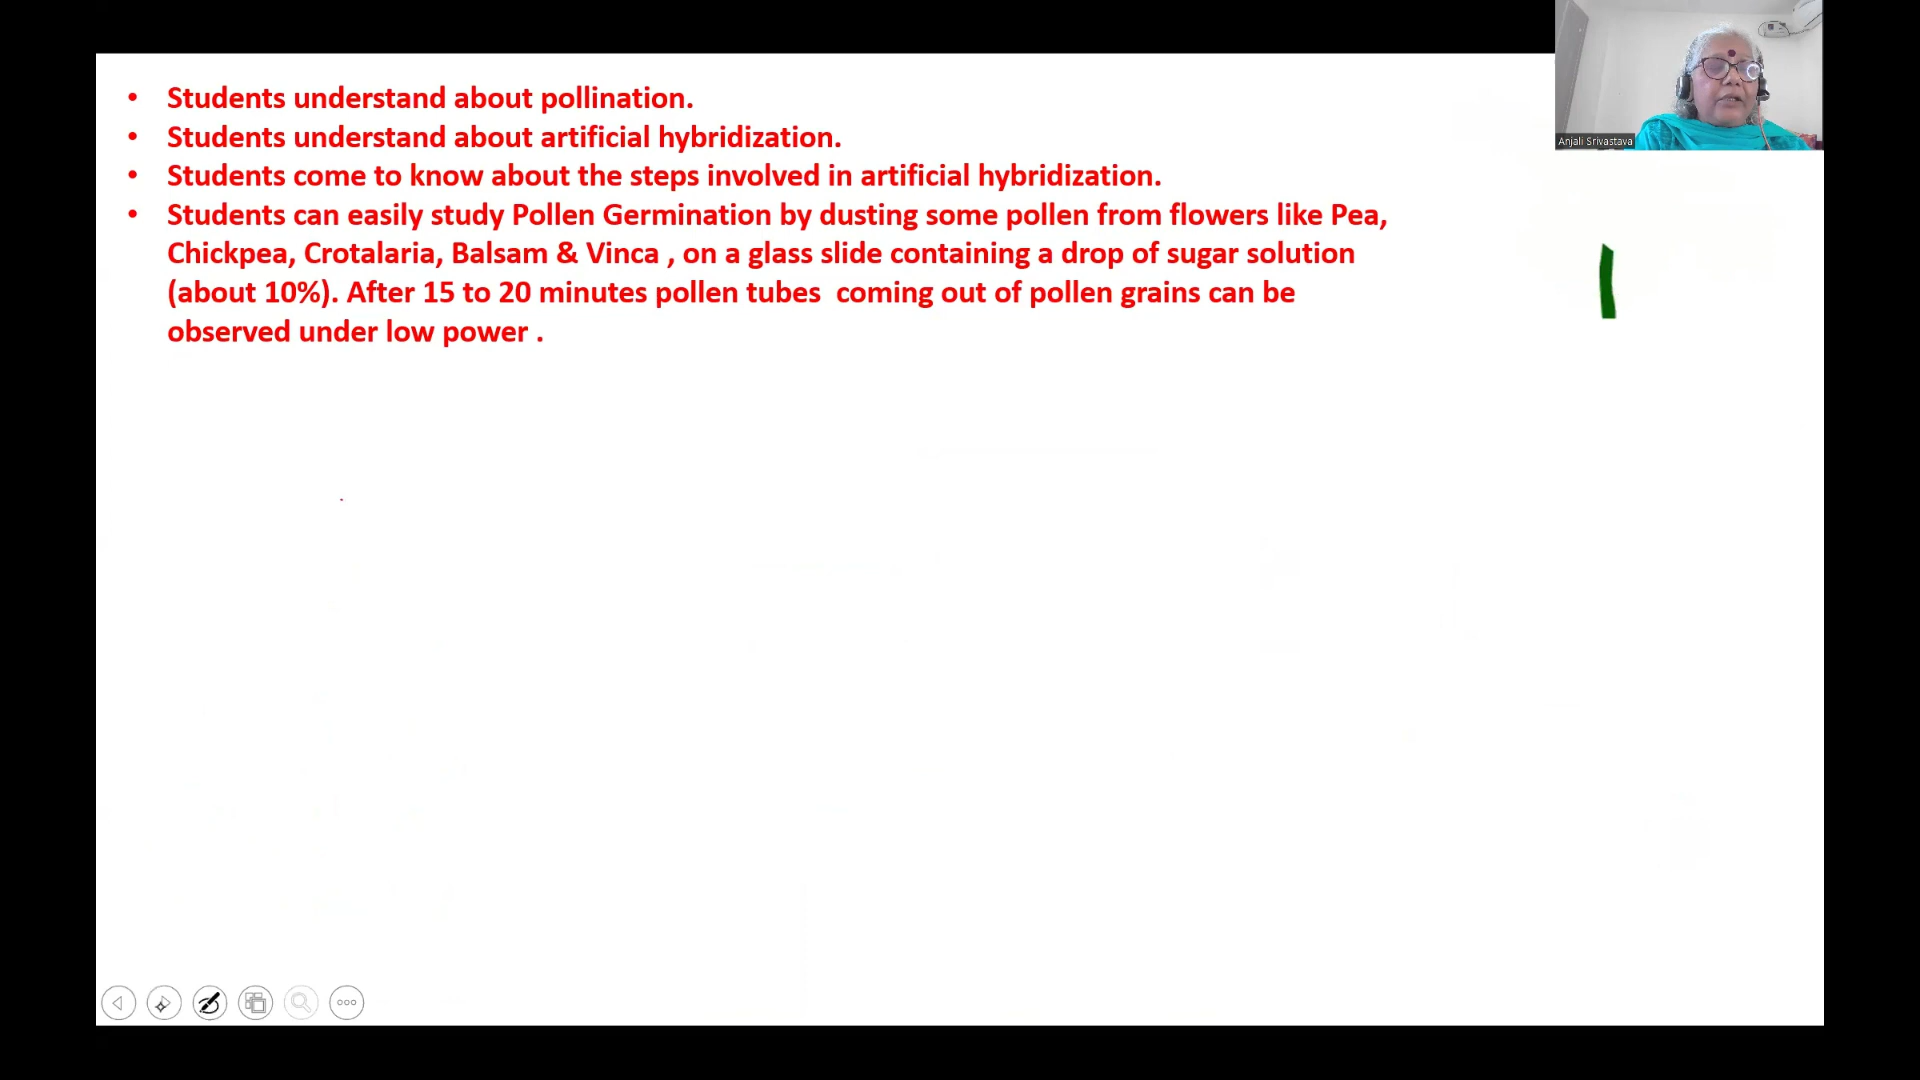 • Students understand about pollination.
• Students understand about artificial hybridization.
• Students come to know about the steps involved in artificial hybridization.
• Students can easily study Pollen Germination by dusting some pollen from flowers like Pea,
Chickpea, Crotalaria, Balsam & Vinca , on a glass slide containing a drop of sugar solution
(about 10%). After 15 to 20 minutes pollen tubes  coming out of pollen grains can be
observed under low power .
Anjali Srivastava